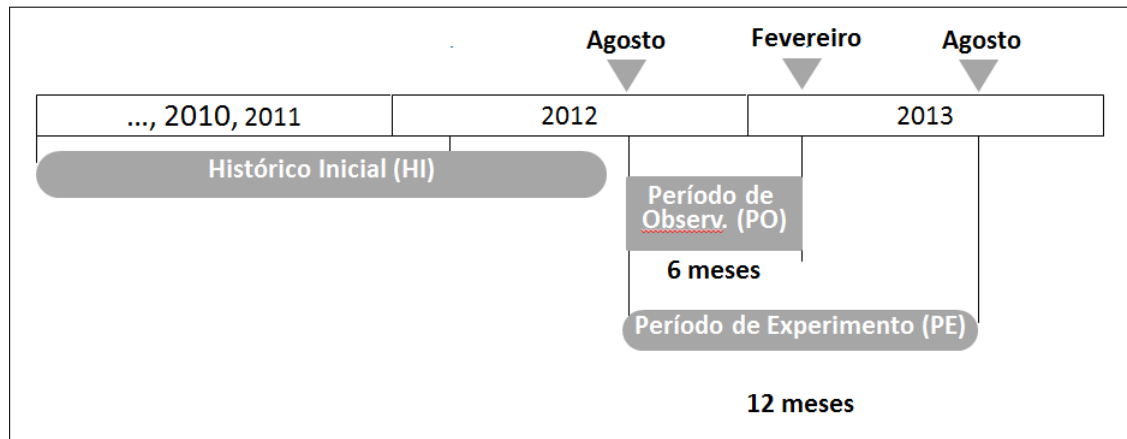 Agosto
Fevereiro
Agosto
..., 2010, 2011
2012
2013
Histórico Inicial (HI)
Período de
Observ. (PO)
6 meses
Período de Experimento (PE)
12 meses